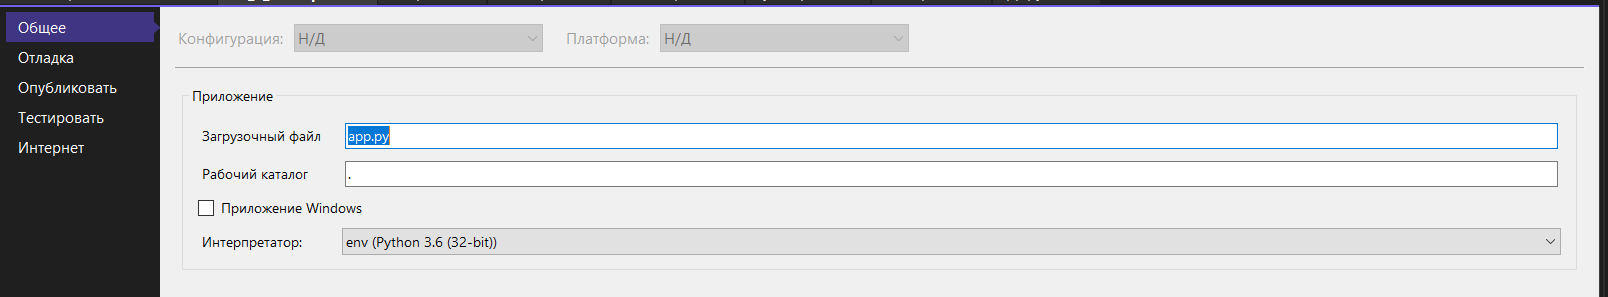 Общее
Отладка
Опубликовать
Тестировать
Интернет
Конфигурация: Н/Д Платформа: Н/Д
Приложение
Загрузочный файл app.py
Рабочий каталог .
Приложение Windows
Интерпретатор: env (Python 3.6 (32-bit))